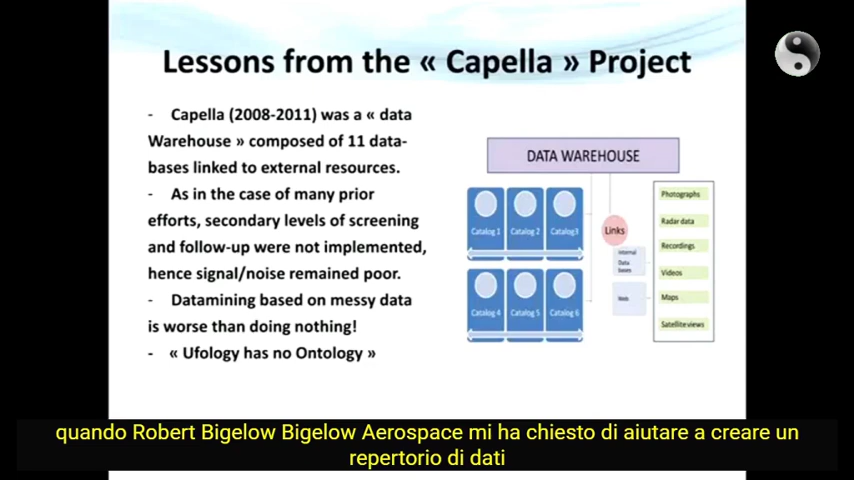 Lessons from the « Capella » Project
- Capella (2008-2011) was a « data
Warehouse » composed of 11 data-
bases linked to external resources.
- As in the case of many prior
efforts, secondary levels of screening
and follow-up were not implemented,
hence signal/noise remained poor.
- Datamining based on messy data
is worse than doing nothing!
- « Ufology has no Ontology »
DATA WAREHOUSE
Catalog 1
Catalog 2
Catalog3
Catalog 4
Catalog 5
Catalog 6
Links
Internal
Data
bases
Web
Photographs
Radar data
Recordings
Videos
Maps
Satellite views
quando Robert Bigelow Bigelow Aerospace mi ha chiesto di aiutare a creare un
repertorio di dati